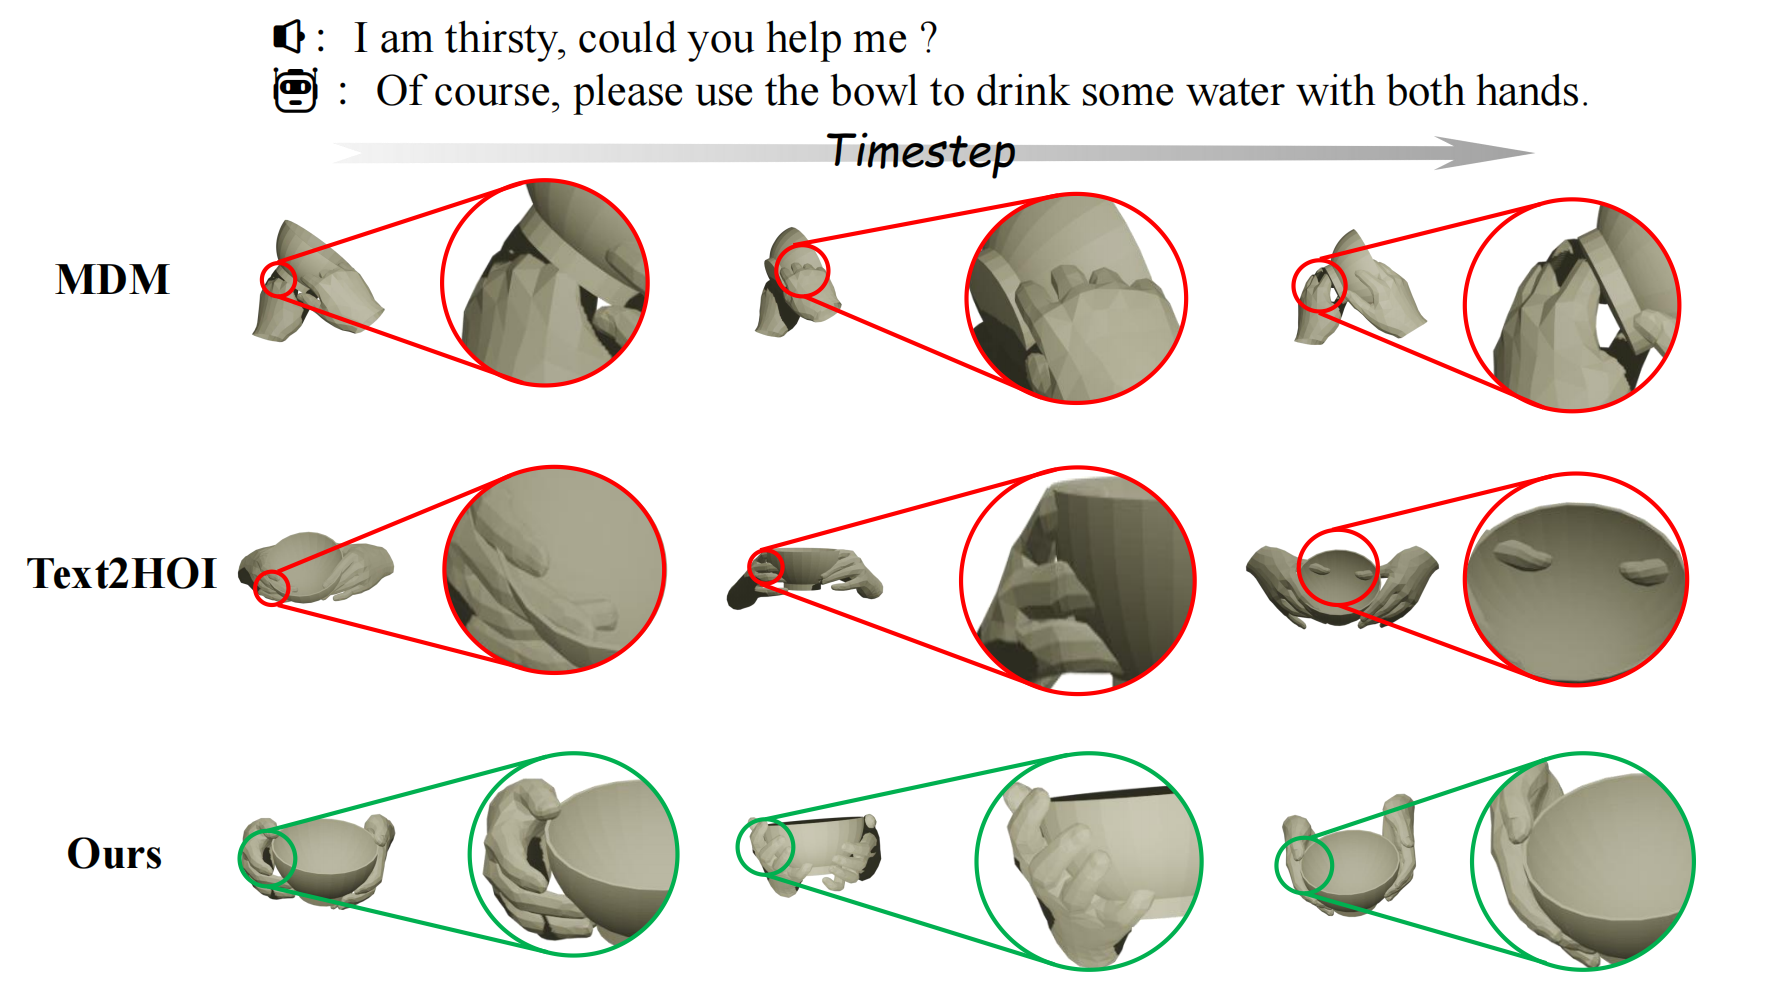 : I am thirsty, could you help me ?
: Of course, please use the bowl to drink some water with both hands.
Timestep
MDM
Text2HOI
Ours